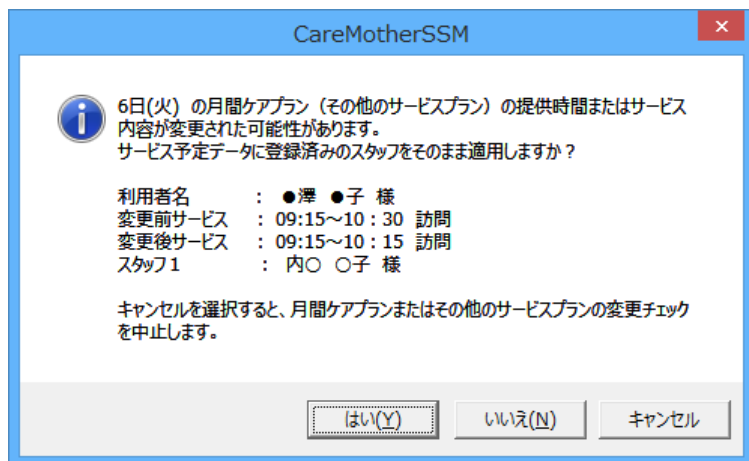 CareMotherSSM
6日(火) の月間ケアプラン（その他のサービスプラン）の提供時間またはサービス
内容が変更された可能性があります。
サービス予定データに登録済みのスタッフをそのまま適用しますか？
利用者名 ： ●澤 ●子 様
変更前サービス ： 09:15～10：30 訪問
変更後サービス ： 09:15～10：15 訪問
スタッフ1 ： 内○ ○子 様
キャンセルを選択すると、月間ケアプランまたはその他のサービスプランの変更チェック
を中止します。
はい(Y) いいえ(N) キャンセル